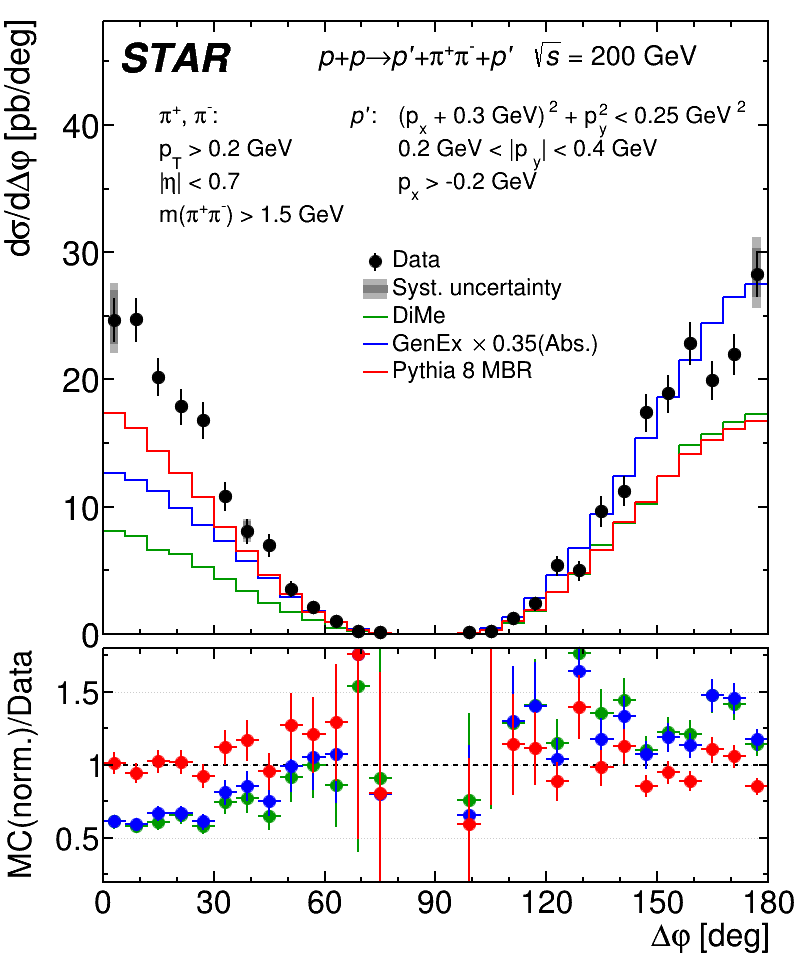 STAR p+p→p′+π⁺π⁻+p′ √s = 200 GeV
π⁺, π⁻: p′: (pₓ + 0.3 GeV)² + p_y² < 0.25 GeV²
p_T > 0.2 GeV 0.2 GeV < |p_y| < 0.4 GeV
|η| < 0.7 pₓ > -0.2 GeV
m(π⁺π⁻) > 1.5 GeV
Data
Syst. uncertainty
DiMe
GenEx × 0.35(Abs.)
Pythia 8 MBR
dσ/dΔφ [pb/deg]
40
30
20
10
0
MC(norm.)/Data
1.5
1
0.5
0 30 60 90 120 150 180
Δφ [deg]